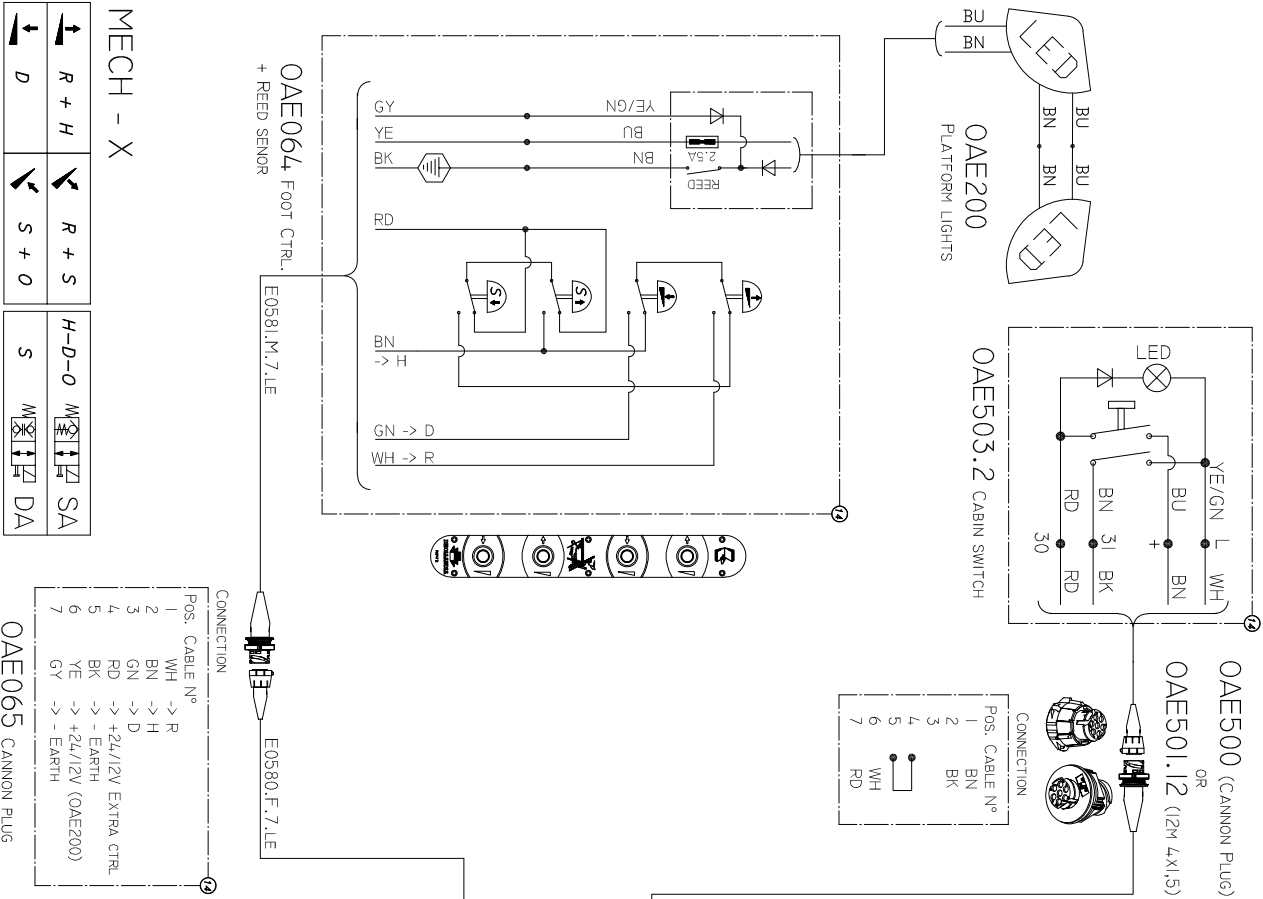 BU
BN
LED
BN BN
BU BU
LED
OAE200
PLATFORM LIGHTS
MECH - X
R + H
R + S
H-D-O
SA
D
S + O
S
DA
OAE064 FOOT CTRL.
+ REED SENOR
GY
YE
BK
YE/GN
BU
BN
2.5A
REED
RD
S
S
BN
-> H
GN -> D
WH -> R
14
E0581.M.7.LE
E0580.F.7.LE
OAE503.2 CABIN SWITCH
LED
YE/GN L WH
BU + BN
BN 31 BK
RD 30 RD
14
OAE500 (CANNON PLUG)
OR
OAE501.12 (12M 4X1,5)
CONNECTION
POS. CABLE N°
1 BN
2 BK
3
4
5
6 WH
7 RD
CONNECTION
POS. CABLE N°
1 WH -> R
2 BN -> H
3 GN -> D
4 RD -> +24/12V EXTRA CTRL
5 BK -> - EARTH
6 YE -> +24/12V (OAE200)
7 GY -> - EARTH
14
OAE065 CANNON PLUG